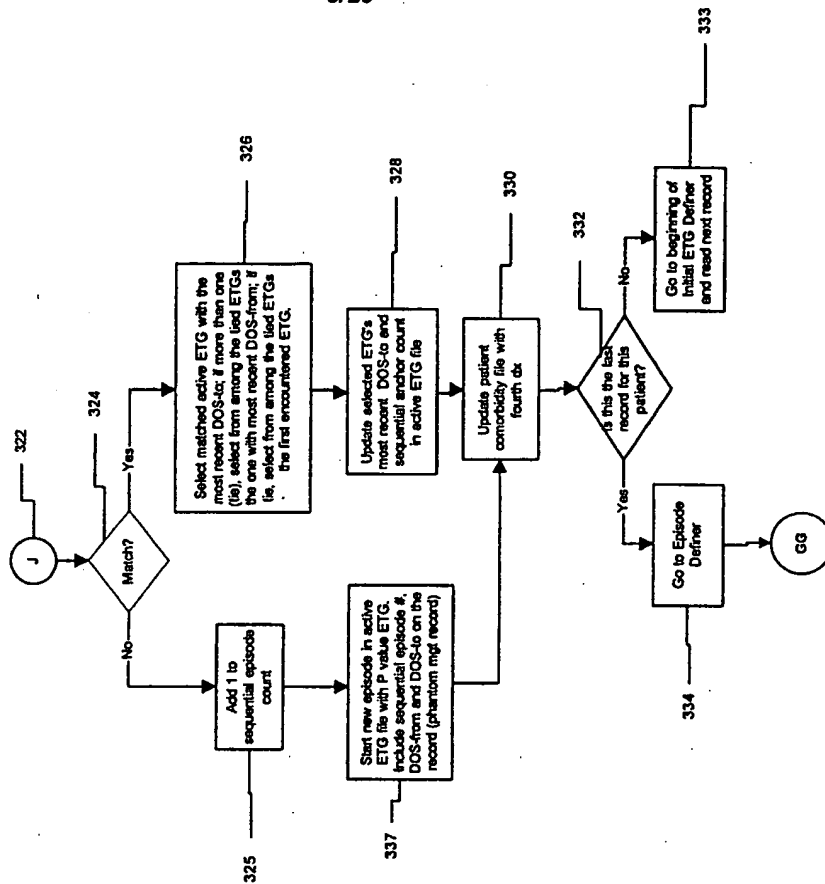 322
J
324
Match?
No
Yes
326
Select matched active ETG with the
most recent DOS-to; if more than one
(tie), select from among the tied ETGs
the one with most recent DOS-from; if
tie, select from among the tied ETGs
the first encountered ETG.
325
Add 1 to
sequential episode
count
328
Update selected ETG's
most recent DOS-to and
sequential anchor count
in active ETG file
337
Start new episode in active
ETG file with P value ETG.
Include sequential episode #,
DOS-from and DOS-to on the
record (phantom mgt record)
330
Update patient
comorbidity file with
fourth dx
332
Is this the last
record for this
patient?
Yes
No
333
Go to beginning of
Initial ETG Definer
and read next record
334
Go to Episode
Definer
GG